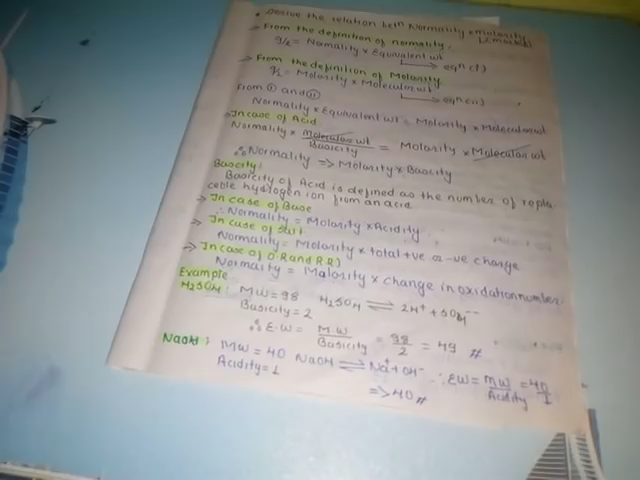 * Derive the relation betn Normality & molarity
→ From the definition of normality:
g/L = Normality × Equivalent wt
→ eqn (i)
→ From the definition of Molarity
g/L = Molarity × Molecular wt
→ eqn (ii)
From (i) and (ii)
Normality × Equivalent wt = Molarity × Molecular wt
→ In case of Acid
Normality × Molecular wt / Basicity = Molarity × Molecular wt
∴ Normality => Molarity × Bascity
Bascity:
Basicity of Acid is defined as the number of repla
ceble hydrogen ion from an acid
→ In case of Base
∴ Normality = Molarity × Acidity
→ In case of Salt
Normality = Molarity × total +ve or -ve charge
→ In case of O.R and R.R)
Normality = Malarity × change in oxidation number
Example
H2SO4: MW = 98 H2SO4 ⇌ 2H+ + SO4--
Basicity = 2
∴ E.W = M.W / Basicity = 98 / 2 = 49 #
NaOH: MW = 40 NaOH ⇌ Na+ + OH- ∴ EW = MW / Acidity = 40 / 1
Acidity = 1
=> 40 #